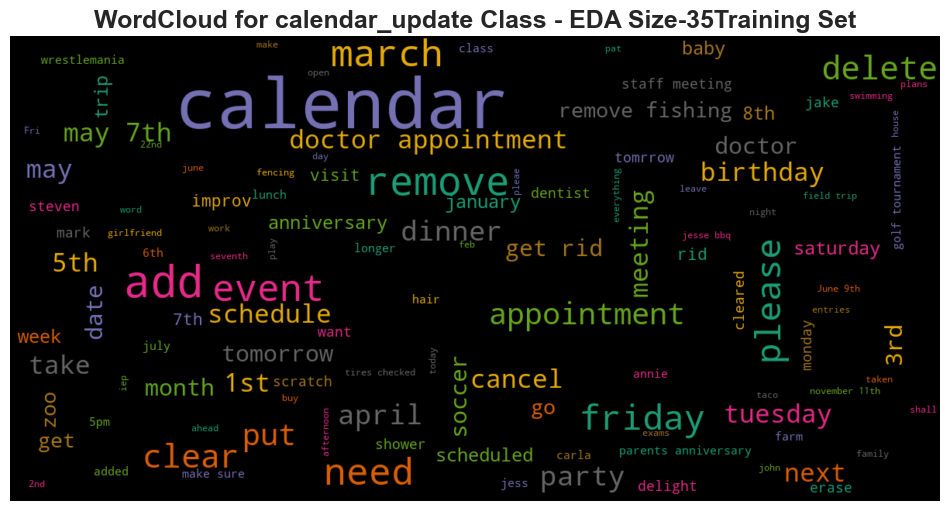 WordCloud for calendar_update Class - EDA Size-35Training Set
make
class
pat
baby
wrestlemania
march
delete
open
calendar
trip
staff meeting
plans
swimming
remove fishing
8th
jake
Fri
may 7th
22nd
doctor appointment
doctor
golf tournament
house
may
june
day
fencing
visit
remove
pleae
tomrrow
birthday
improv
lunch
january
dentist
everything
leave
field trip
steven
word
anniversary
dinner
meeting
night
mark
girlfriend
work
play
longer
feb
get rid
rid
jesse bbq
saturday
please
5th
6th
seventh
add
event
hair
cleared
June 9th
date
7th
schedule
appointment
entries
monday
3rd
week
want
july
tomorrow
today
take
month
1st
scratch
tires checked
soccer
cancel
annie
iep
buy
taco
november 11th
taken
zoo
5pm
put
april
go
friday
tuesday
shall
get
ahead
afternoon
shower
exams
farm
clear
scheduled
carla
parents anniversary
family
added
make sure
need
party
john
next
2nd
jess
delight
erase